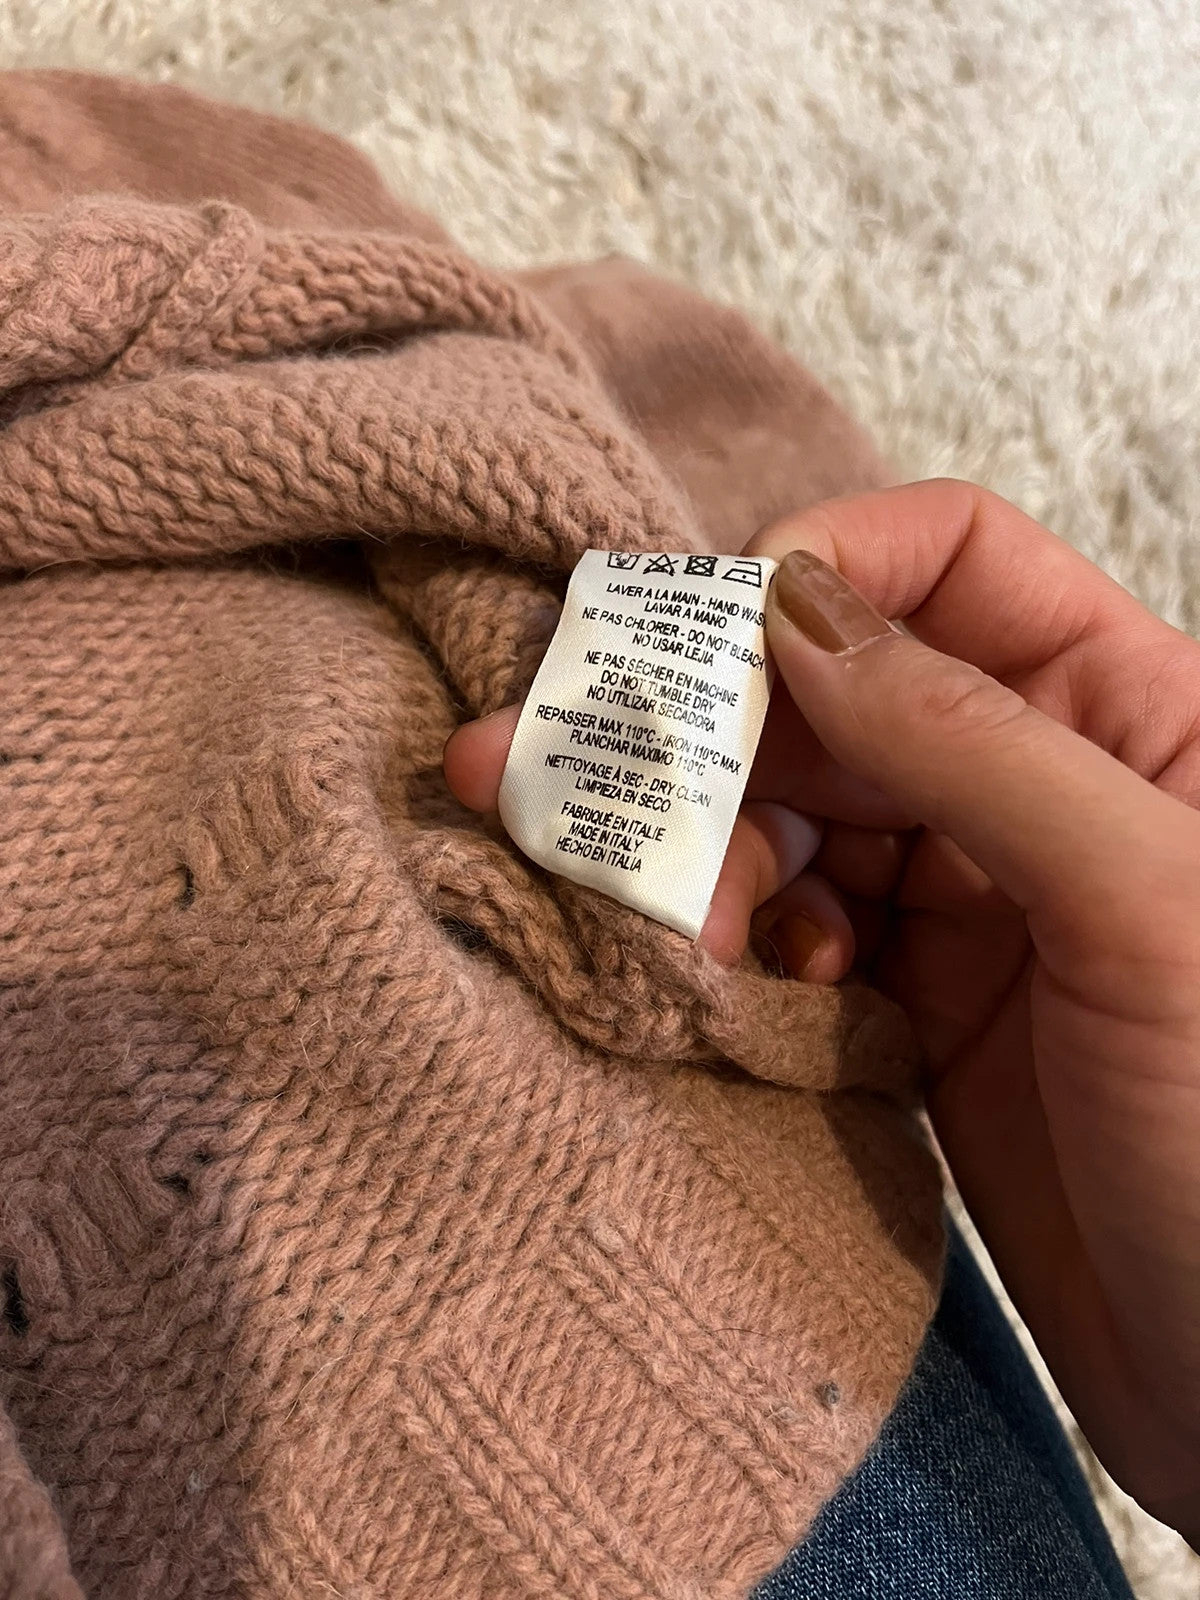 LAVER A LA MAIN - HAND WASH
LAVAR A MANO
NE PAS CHLORER - DO NOT BLEACH
NO USAR LEJIA
NE PAS SÉCHER EN MACHINE
DO NOT TUMBLE DRY
NO UTILIZAR SECADORA
REPASSER MAX 110°C - IRON 110°C MAX
PLANCHAR MAXIMO 110°C
NETTOYAGE À SEC - DRY CLEAN
LIMPIEZA EN SECO
FABRIQUÉ EN ITALIE
MADE IN ITALY
HECHO EN ITALIA